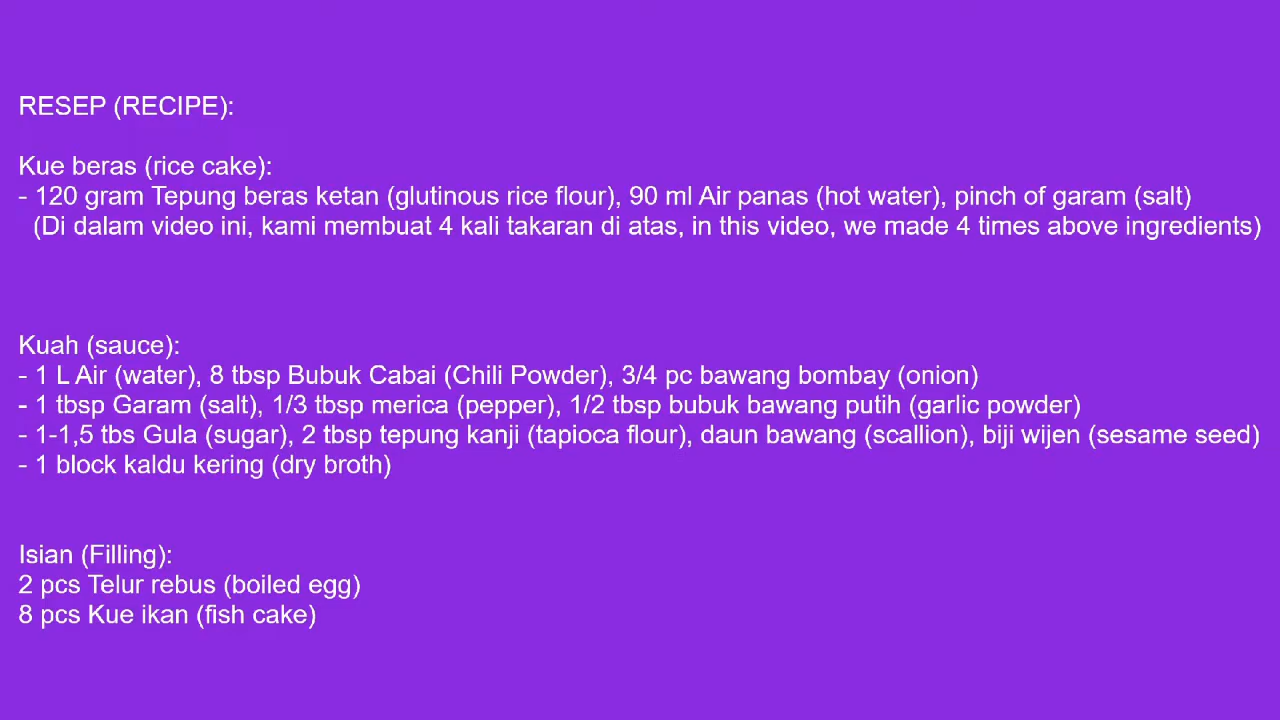 RESEP (RECIPE):
Kue beras (rice cake):
- 120 gram Tepung beras ketan (glutinous rice flour), 90 ml Air panas (hot water), pinch of garam (salt)
(Di dalam video ini, kami membuat 4 kali takaran di atas, in this video, we made 4 times above ingredients)
Kuah (sauce):
- 1 L Air (water), 8 tbsp Bubuk Cabai (Chili Powder), 3/4 pc bawang bombay (onion)
- 1 tbsp Garam (salt), 1/3 tbsp merica (pepper), 1/2 tbsp bubuk bawang putih (garlic powder)
- 1-1,5 tbs Gula (sugar), 2 tbsp tepung kanji (tapioca flour), daun bawang (scallion), biji wijen (sesame seed)
- 1 block kaldu kering (dry broth)
Isian (Filling):
2 pcs Telur rebus (boiled egg)
8 pcs Kue ikan (fish cake)